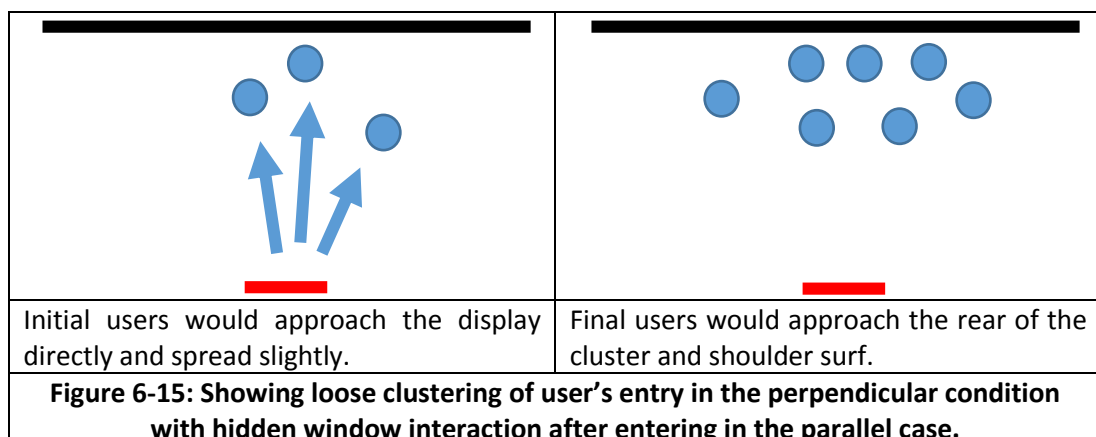 Initial users would approach the display
directly and spread slightly.
Final users would approach the rear of the
cluster and shoulder surf.
Figure 6-15: Showing loose clustering of user's entry in the perpendicular condition
with hidden window interaction after entering in the parallel case.